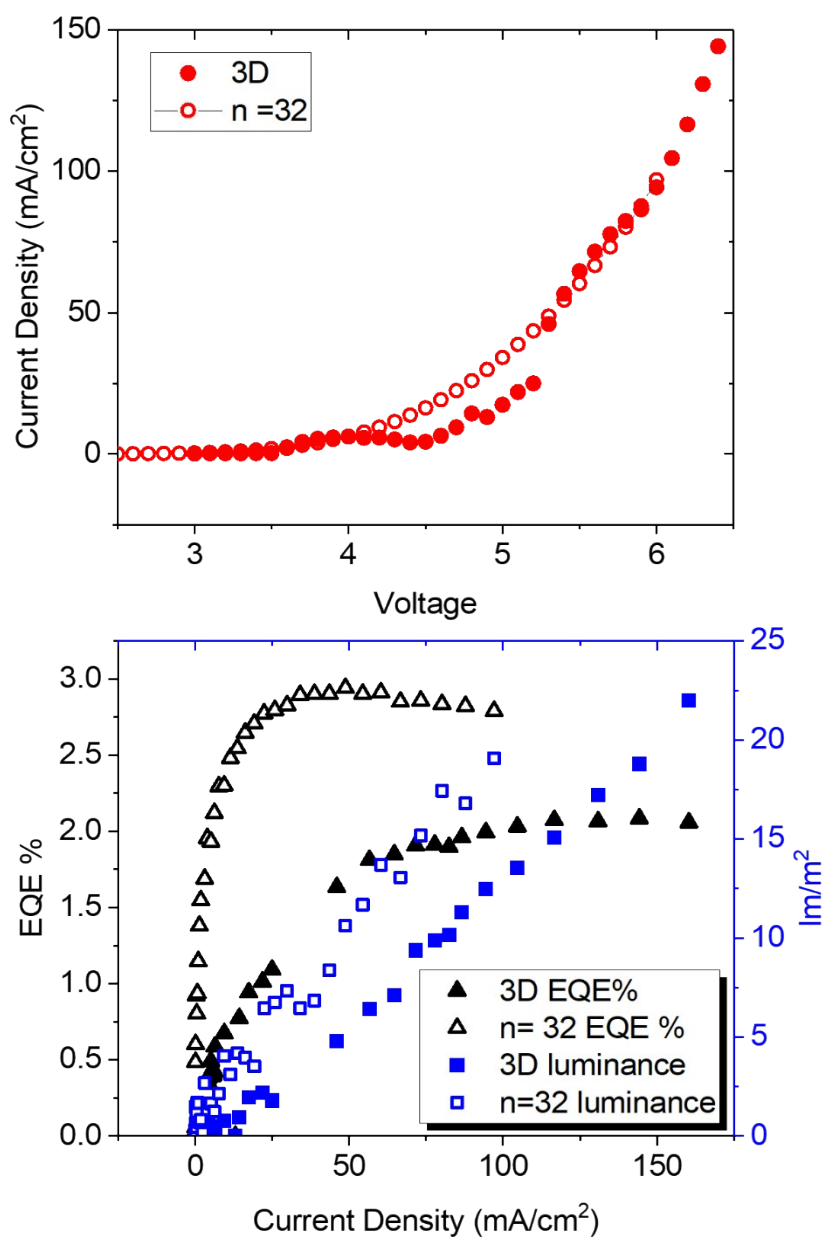 150
100
50
0
Current Density (mA/cm²)
3D
n =32
3
4
5
6
Voltage
3.0
2.5
2.0
1.5
1.0
0.5
0.0
EQE %
25
20
15
10
5
0
lm/m²
3D EQE%
n= 32 EQE %
3D luminance
n=32 luminance
0
50
100
150
Current Density (mA/cm²)